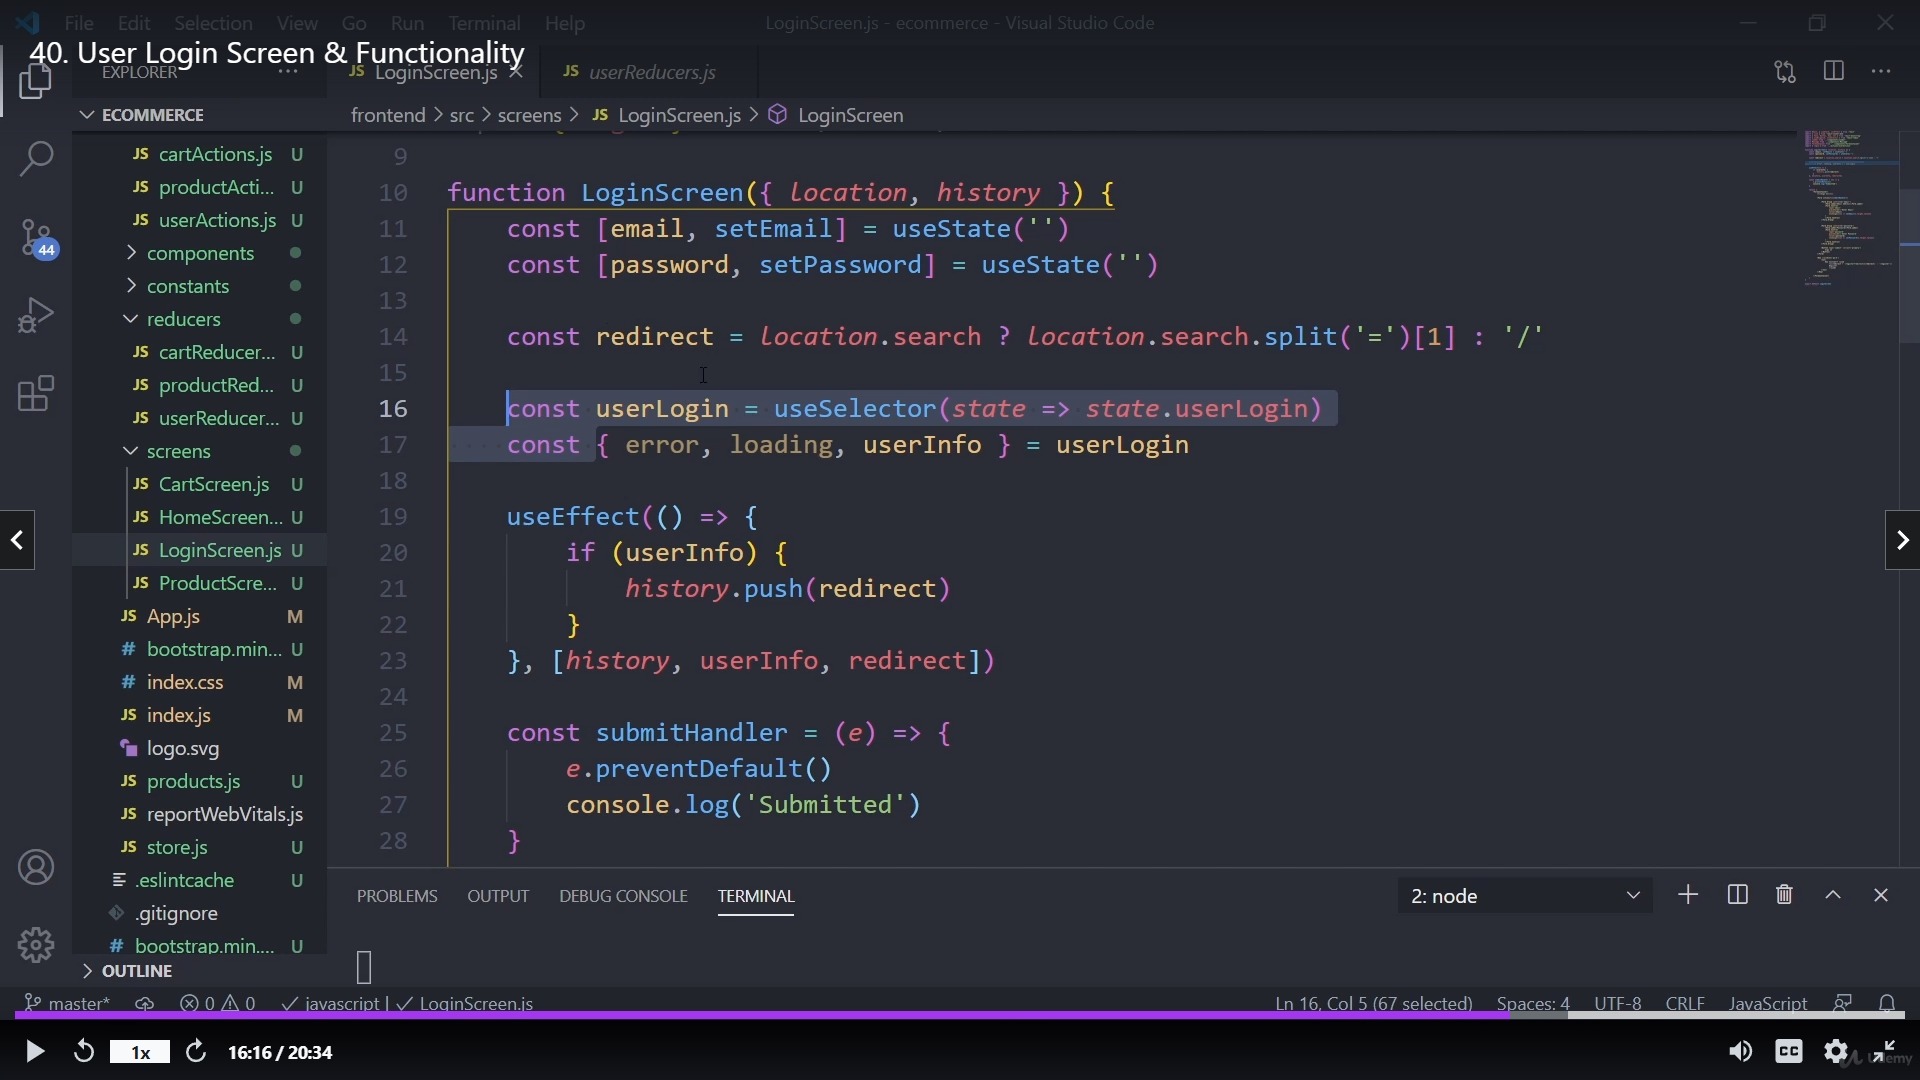 File Edit Selection View Go Run Terminal Help
LoginScreen.js - ecommerce - Visual Studio Code
40. User Login Screen & Functionality
EXPLORER
LoginScreen.js
JS userReducers.js
ECOMMERCE
frontend > src > screens > JS LoginScreen.js > LoginScreen
JS cartActions.js U
JS productActi... U
JS userActions.js U
components
constants
reducers
JS cartReducer... U
JS productRed... U
JS userReducer... U
screens
JS CartScreen.js U
JS HomeScreen... U
JS LoginScreen.js U
JS ProductScre... U
JS App.js M
# bootstrap.min... U
# index.css M
JS index.js M
logo.svg
JS products.js U
JS reportWebVitals.js
JS store.js U
.eslintcache U
.gitignore
# bootstrap.min.... U
OUTLINE
44
9
10 function LoginScreen({ location, history }) {
11 const [email, setEmail] = useState('')
12 const [password, setPassword] = useState('')
13
14 const redirect = location.search ? location.search.split('=')[1] : '/'
15
16 const userLogin = useSelector(state => state.userLogin)
17 const { error, loading, userInfo } = userLogin
18
19 useEffect(() => {
20 if (userInfo) {
21 history.push(redirect)
22 }
23 }, [history, userInfo, redirect])
24
25 const submitHandler = (e) => {
26 e.preventDefault()
27 console.log('Submitted')
28 }
PROBLEMS OUTPUT DEBUG CONSOLE TERMINAL
2: node
master* 0 0 javascript | LoginScreen.js
Ln 16, Col 5 (67 selected) Spaces: 4 UTF-8 CRLF JavaScript
1x 16:16 / 20:34
CC
Udemy